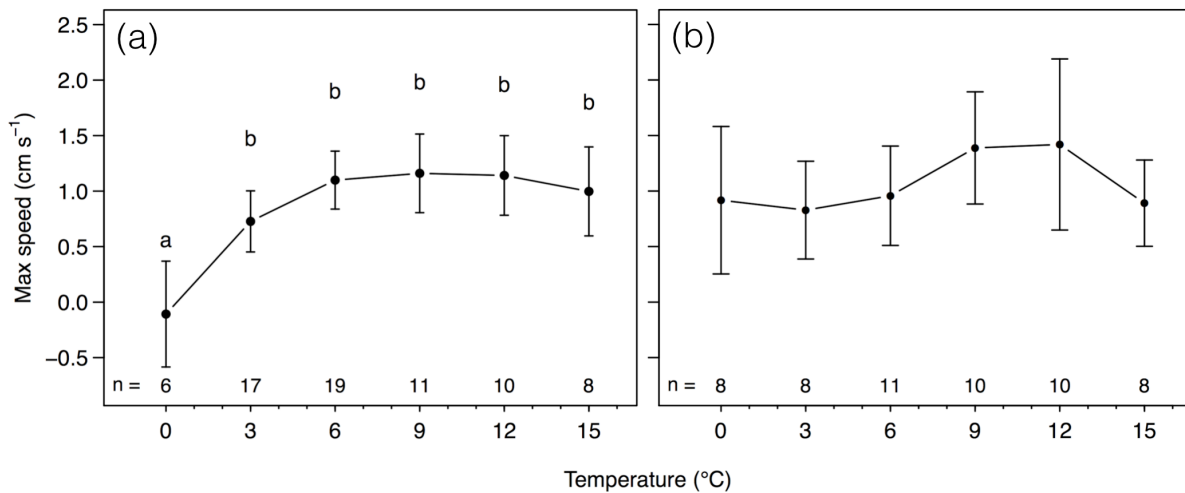 (a)
(b)
Max speed (cm s⁻¹)
2.5
2.0
1.5
1.0
0.5
0.0
−0.5
a b b b b b
n = 6 17 19 11 10 8
n = 8 8 11 10 10 8
0 3 6 9 12 15
0 3 6 9 12 15
Temperature (°C)